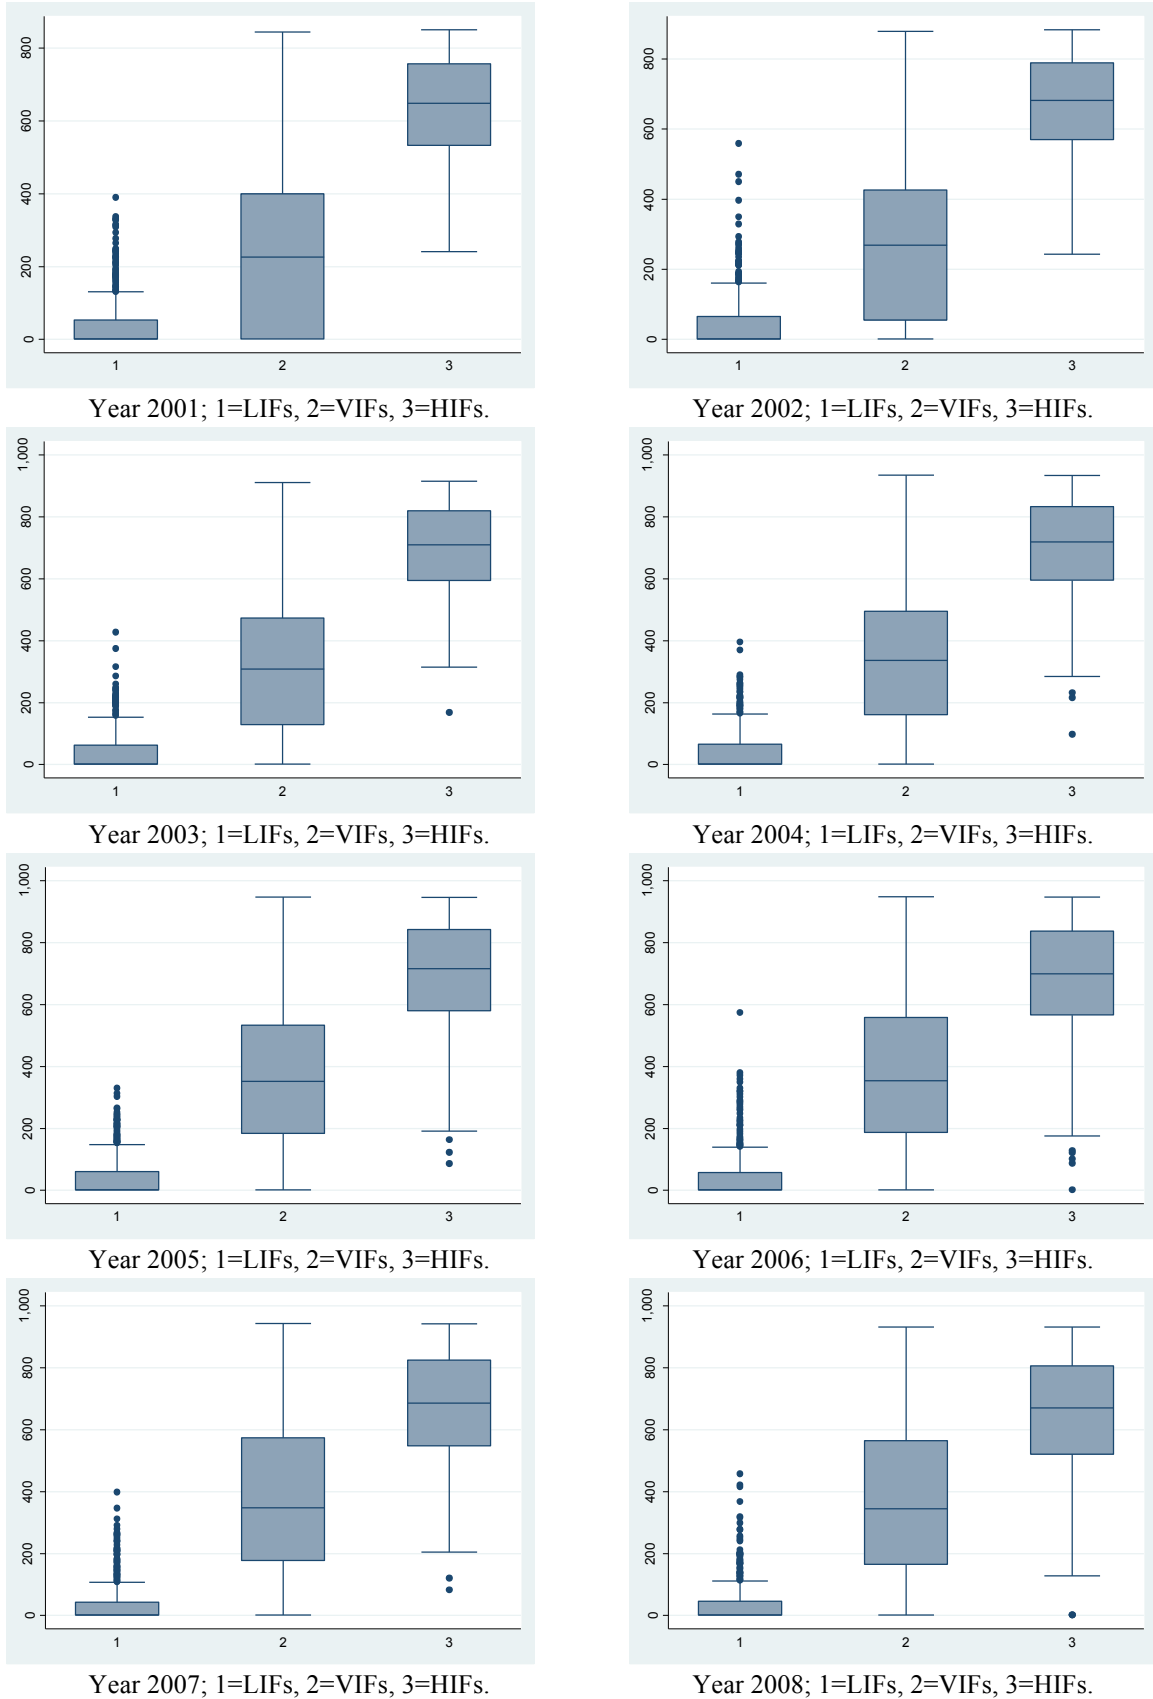 800
600
400
200
0
1 2 3
Year 2001; 1=LIFs, 2=VIFs, 3=HIFs.
800
600
400
200
0
1 2 3
Year 2002; 1=LIFs, 2=VIFs, 3=HIFs.
1,000
800
600
400
200
0
1 2 3
Year 2003; 1=LIFs, 2=VIFs, 3=HIFs.
1,000
800
600
400
200
0
1 2 3
Year 2004; 1=LIFs, 2=VIFs, 3=HIFs.
1,000
800
600
400
200
0
1 2 3
Year 2005; 1=LIFs, 2=VIFs, 3=HIFs.
1,000
800
600
400
200
0
1 2 3
Year 2006; 1=LIFs, 2=VIFs, 3=HIFs.
1,000
800
600
400
200
0
1 2 3
Year 2007; 1=LIFs, 2=VIFs, 3=HIFs.
1,000
800
600
400
200
0
1 2 3
Year 2008; 1=LIFs, 2=VIFs, 3=HIFs.